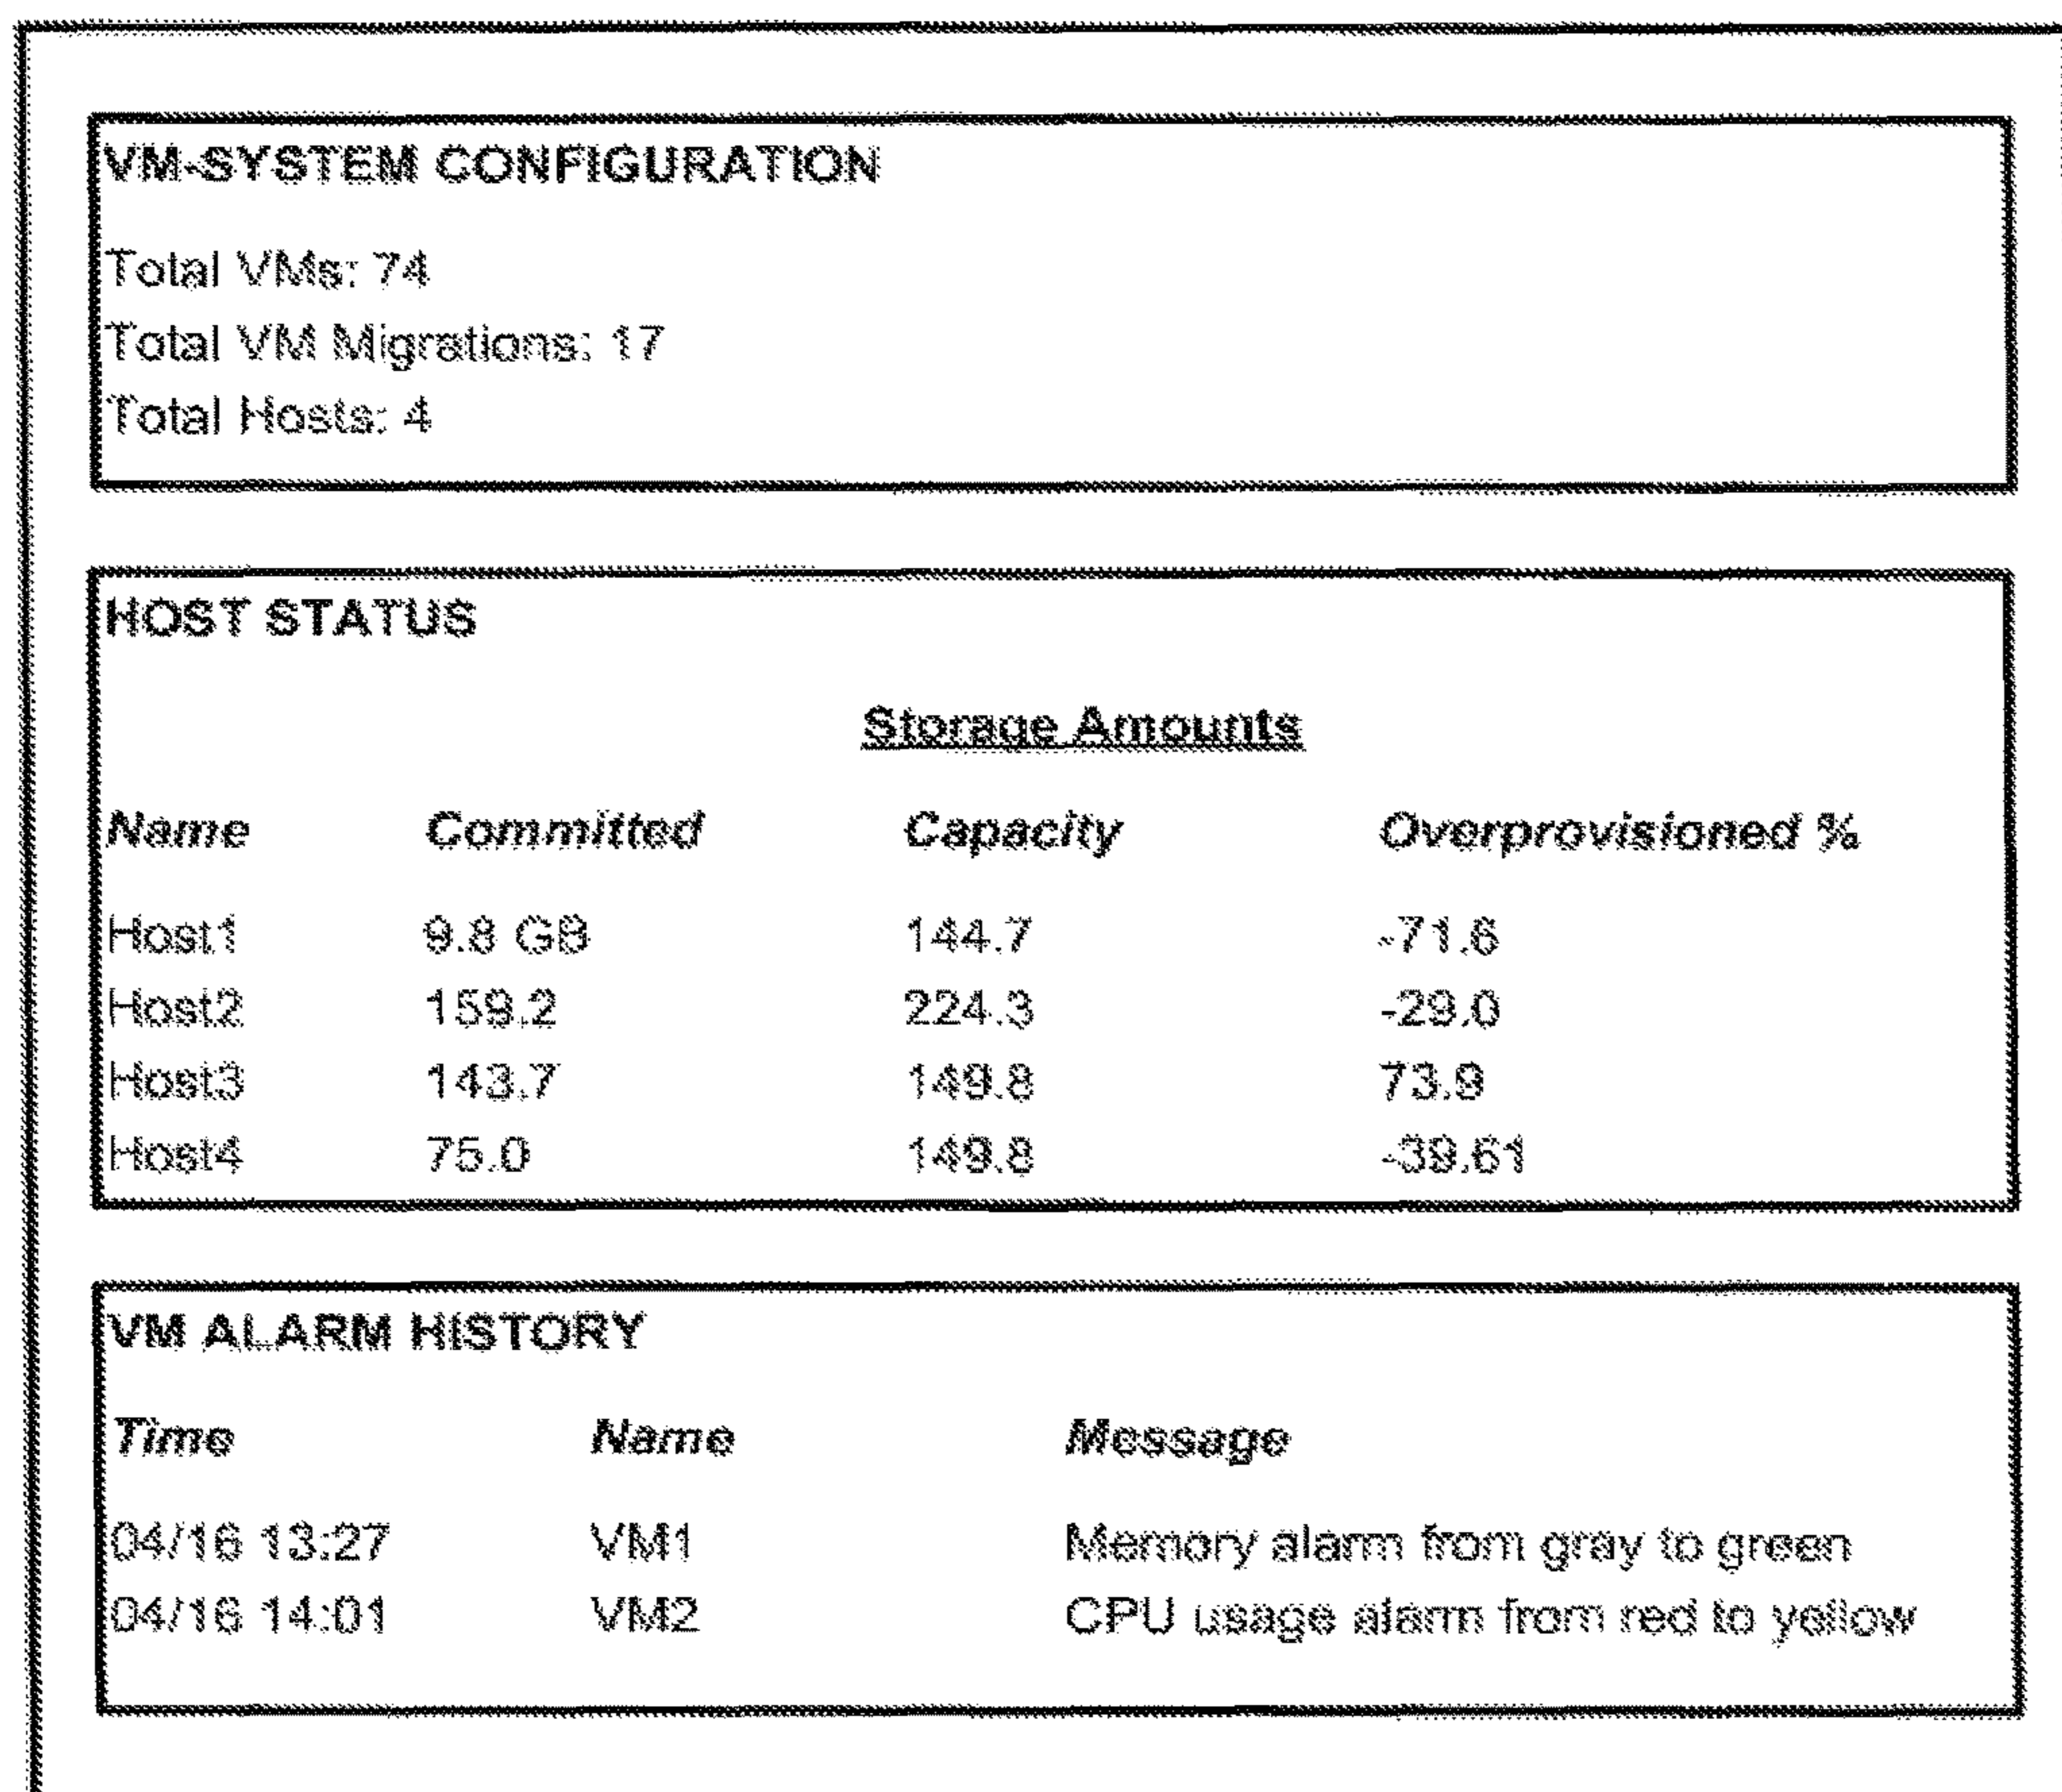 VM-SYSTEM CONFIGURATION
Total VMs: 74
Total VM Migrations: 17
Total Hosts: 4
HOST STATUS
Storage Amounts
Name Committed Capacity Overprovisioned %
Host1 9.8 GB 144.7 -71.6
Host2 159.2 224.3 -29.0
Host3 143.7 149.8 73.9
Host4 75.0 149.8 -39.61
VM ALARM HISTORY
Time Name Message
04/16 13:27 VM1 Memory alarm from gray to green
04/16 14:01 VM2 CPU usage alarm from red to yellow